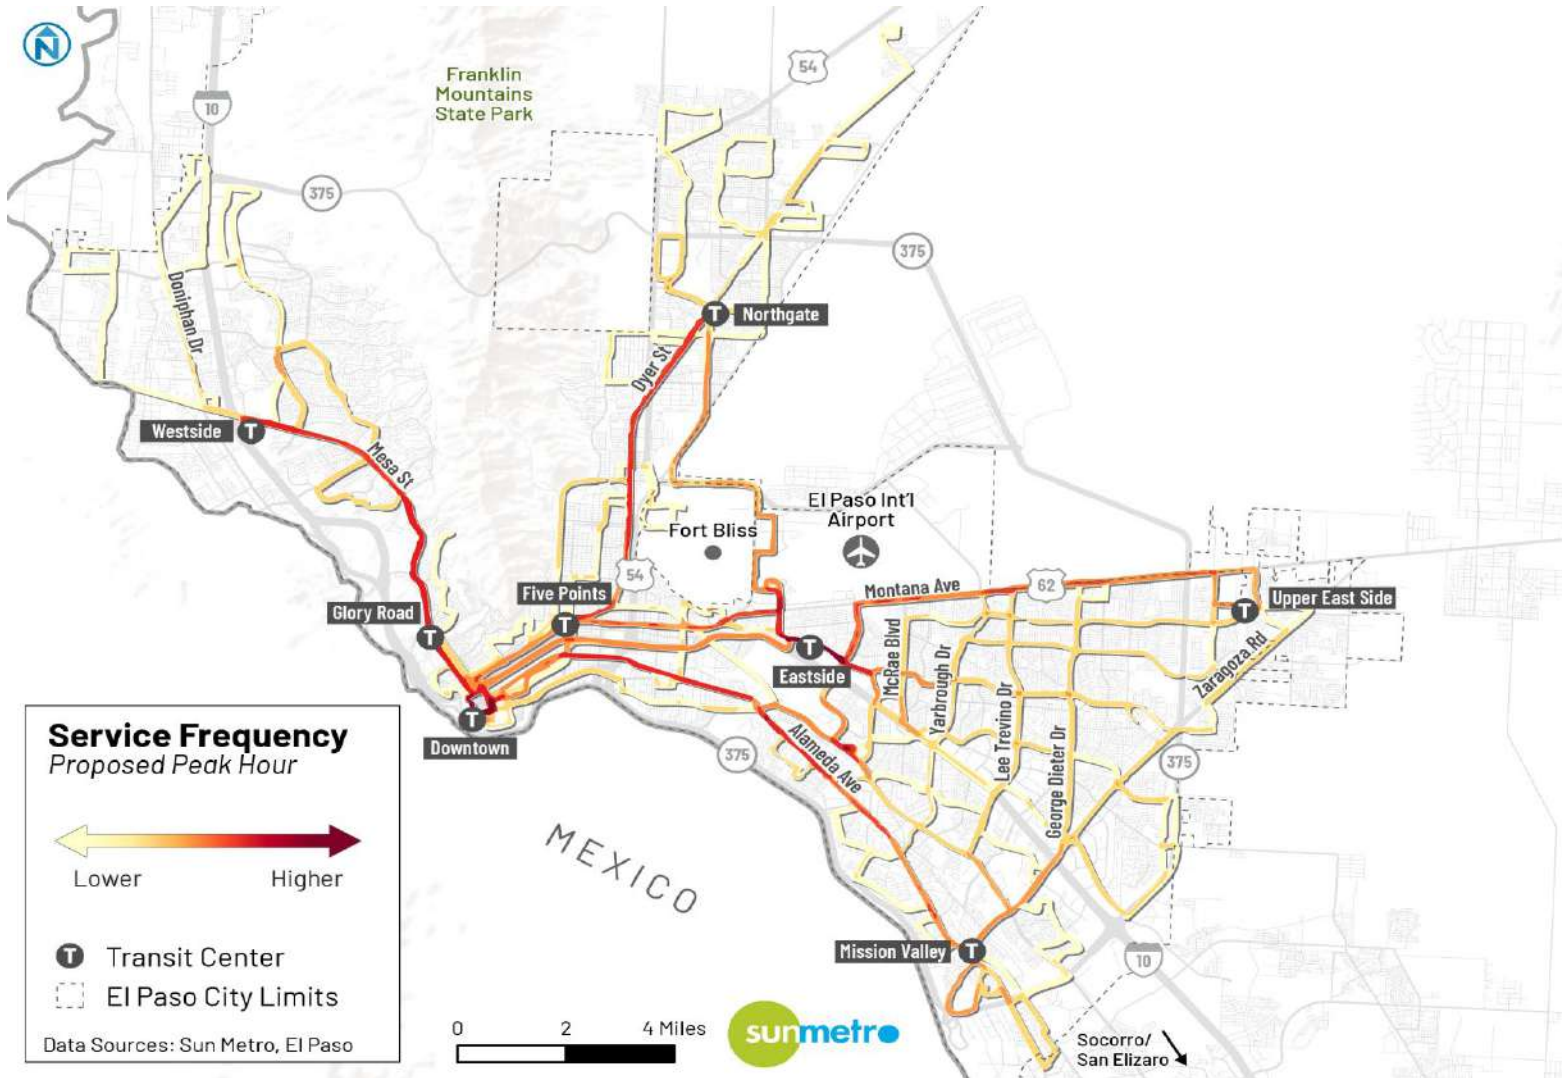 N
Franklin
Mountains
State Park
54
10
375
375
Doniphan Dr
Northgate
Dyer St
Westside
Mesa St
El Paso Int'l
Airport
Fort Bliss
54
Five Points
Montana Ave
62
Upper East Side
Glory Road
T
Eastside
McRae Blvd
Yarbrough Dr
Lee Trevino Dr
George Dieter Dr
Zaragoza Rd
Downtown
375
375
Alameda Ave
MEXICO
Mission Valley
10
Service Frequency
Proposed Peak Hour
Lower
Higher
T Transit Center
El Paso City Limits
Data Sources: Sun Metro, El Paso
0 2 4 Miles
sunmetro
Socorro/
San Elizaro